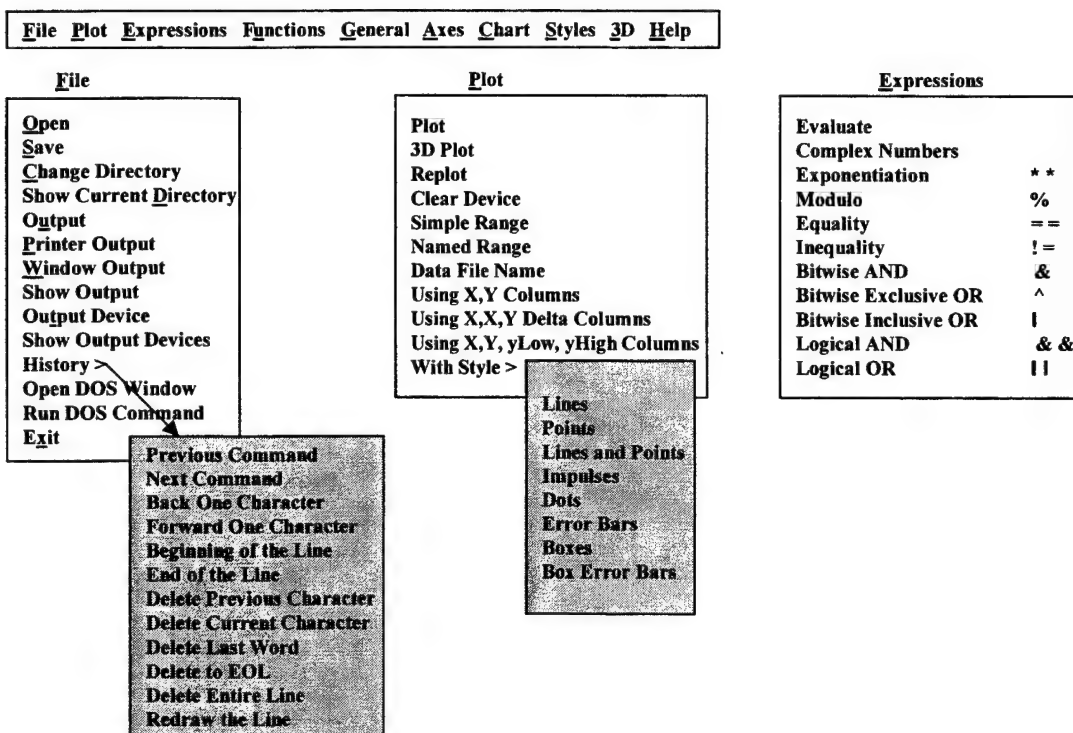 File Plot Expressions Functions General Axes Chart Styles 3D Help
File
Open
Save
Change Directory
Show Current Directory
Output
Printer Output
Window Output
Show Output
Output Device
Show Output Devices
History >
Open DOS Window
Run DOS Command
Exit
Previous Command
Next Command
Back One Character
Forward One Character
Beginning of the Line
End of the Line
Delete Previous Character
Delete Current Character
Delete Last Word
Delete to EOL
Delete Entire Line
Redraw the Line
Plot
Plot
3D Plot
Replot
Clear Device
Simple Range
Named Range
Data File Name
Using X,Y Columns
Using X,X,Y Delta Columns
Using X,Y, yLow, yHigh Columns
With Style >
Lines
Points
Lines and Points
Impulses
Dots
Error Bars
Boxes
Box Error Bars
Expressions
Evaluate
Complex Numbers
Exponentiation * *
Modulo %
Equality = =
Inequality ! =
Bitwise AND &
Bitwise Exclusive OR ^
Bitwise Inclusive OR |
Logical AND & &
Logical OR | |